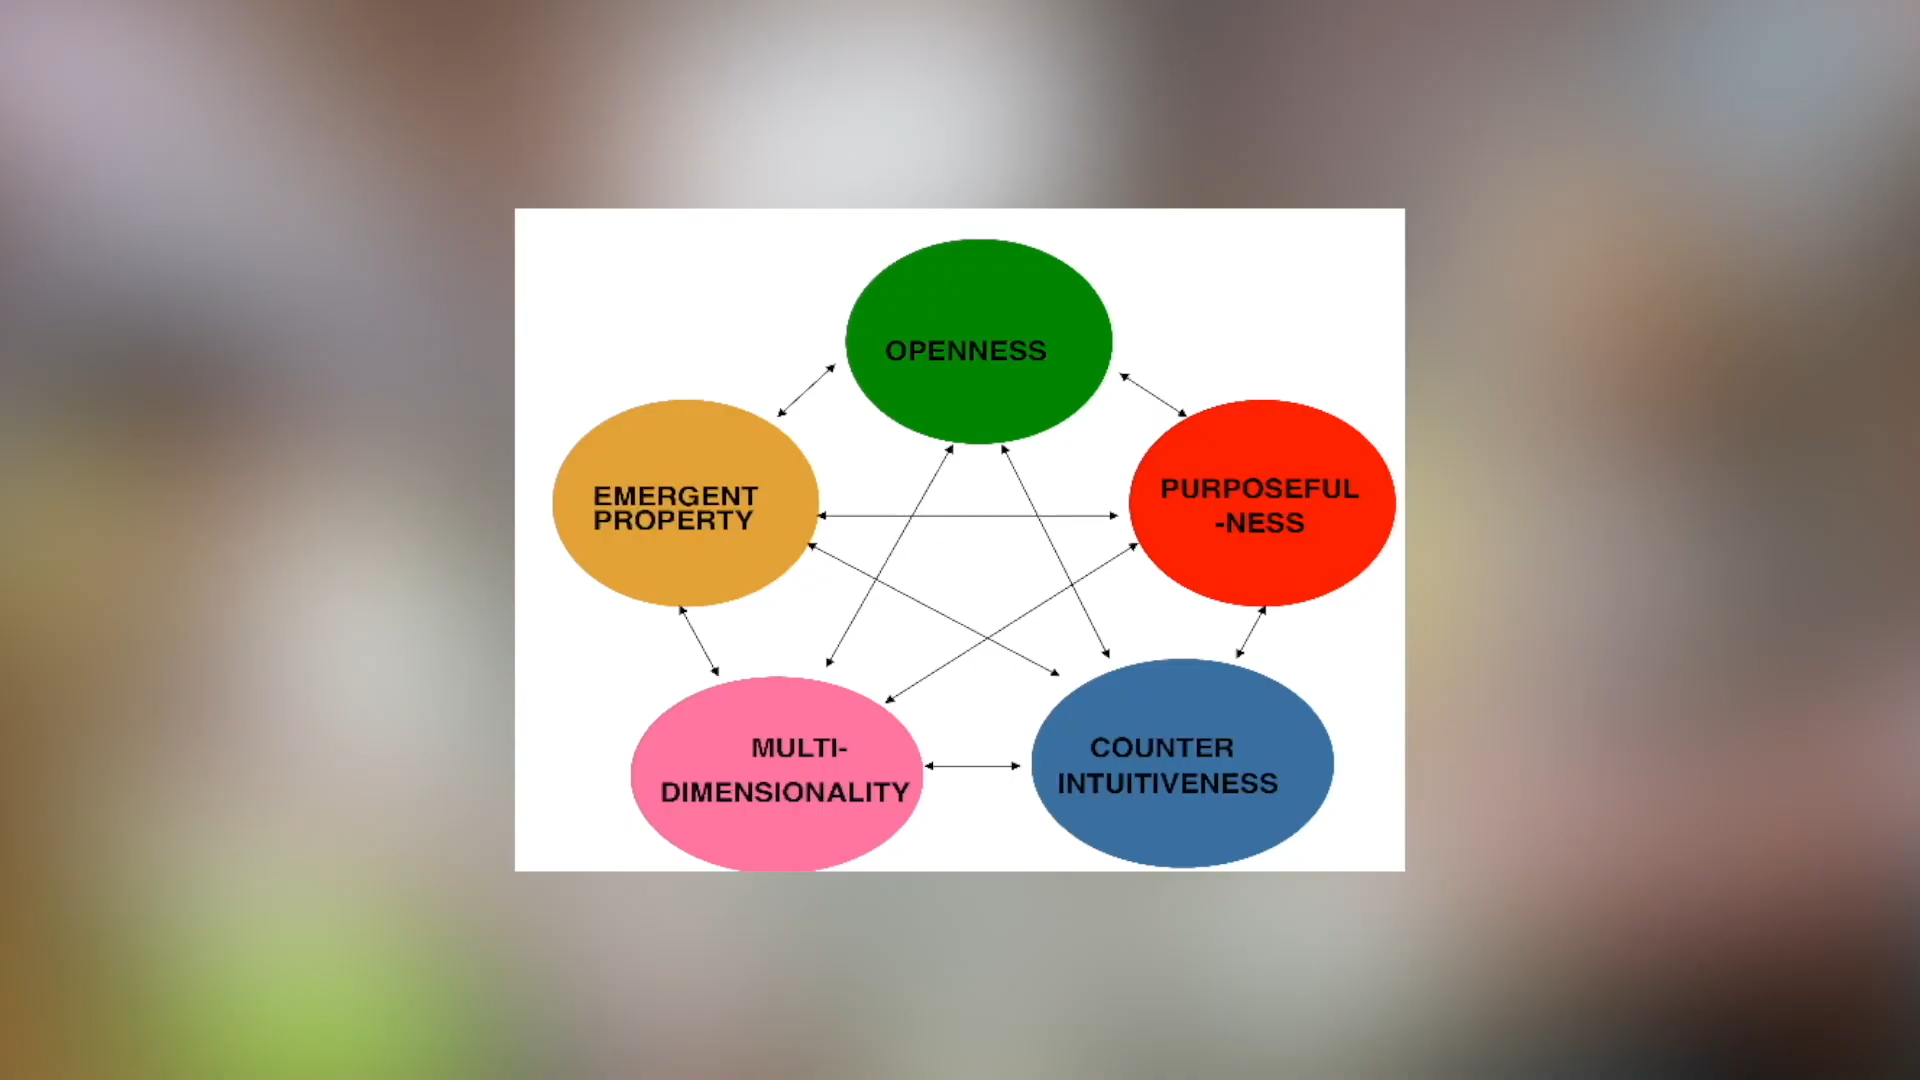 OPENNESS
EMERGENT
PROPERTY
PURPOSEFUL
-NESS
MULTI-
DIMENSIONALITY
COUNTER
INTUITIVENESS